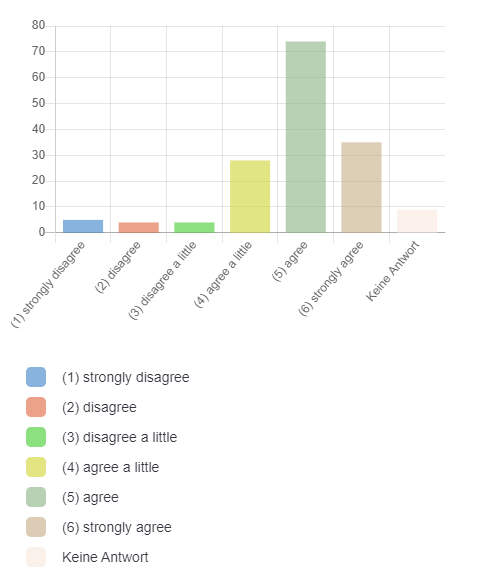 80
70
60
50
40
30
20
10
0
(1) strongly disagree
(2) disagree
(3) disagree a little
(4) agree a little
(5) agree
(6) strongly agree
Keine Antwort
(1) strongly disagree
(2) disagree
(3) disagree a little
(4) agree a little
(5) agree
(6) strongly agree
Keine Antwort